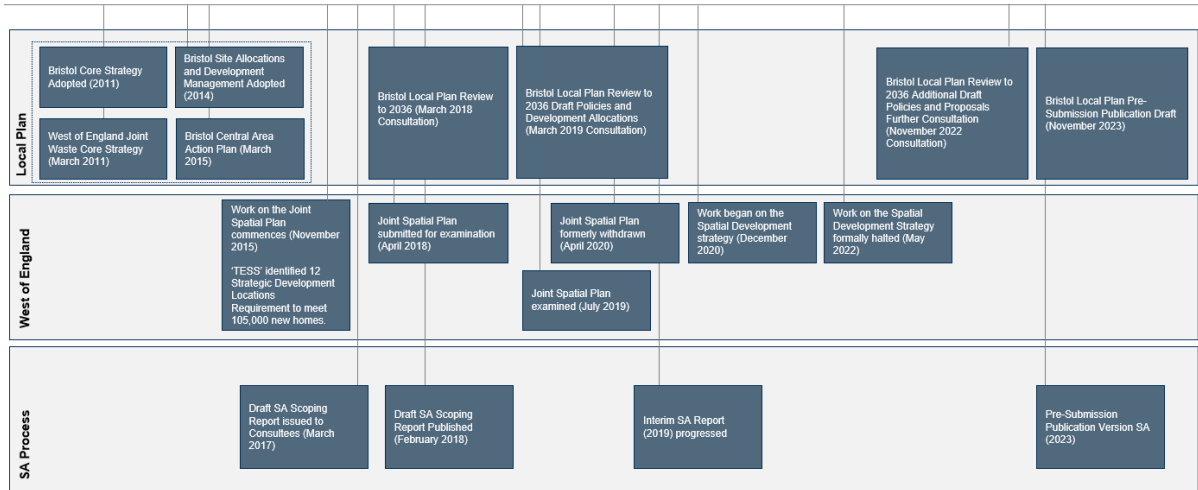 Local Plan
Bristol Core Strategy
Adopted (2011)
Bristol Site Allocations
and Development
Management Adopted
(2014)
West of England Joint
Waste Core Strategy
(March 2011)
Bristol Central Area
Action Plan (March
2015)
Bristol Local Plan Review
to 2036 (March 2018
Consultation)
Bristol Local Plan Review to
2036 Draft Policies and
Development Allocations
(March 2019 Consultation)
Bristol Local Plan Review to
2036 Additional Draft
Policies and Proposals
Further Consultation
(November 2022
Consultation)
Bristol Local Plan Pre-
Submission Publication Draft
(November 2023)
West of England
Work on the Joint
Spatial Plan
commences (November
2015)
‘TESS’ identified 12
Strategic Development
Locations
Requirement to meet
105,000 new homes.
Joint Spatial Plan
submitted for examination
(April 2018)
Joint Spatial Plan
formerly withdrawn
(April 2020)
Joint Spatial Plan
examined (July 2019)
Work began on the
Spatial Development
strategy (December
2020)
Work on the Spatial
Development Strategy
formally halted (May
2022)
SA Process
Draft SA Scoping
Report issued to
Consultees (March
2017)
Draft SA Scoping
Report Published
(February 2018)
Interim SA Report
(2019) progressed
Pre-Submission
Publication Version SA
(2023)